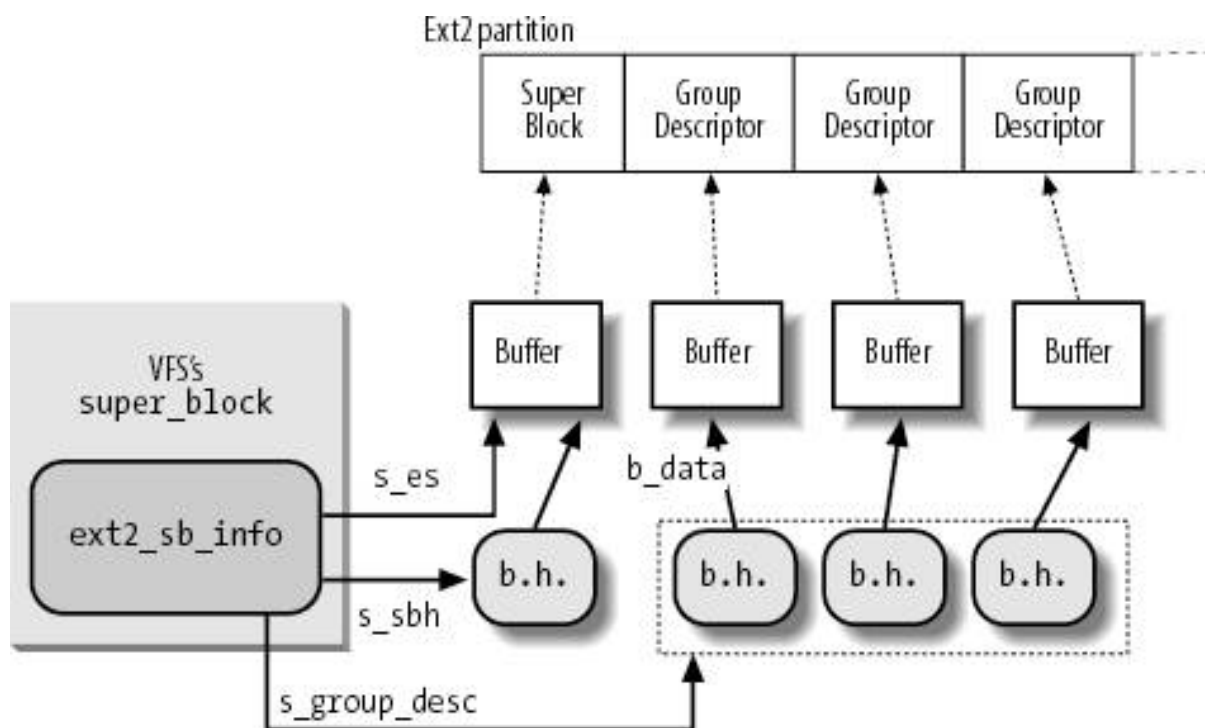 Ext2 partition
Super
Block
Group
Descriptor
Group
Descriptor
Group
Descriptor
Buffer
Buffer
Buffer
Buffer
VFS's
super_block
s_es
b_data
ext2_sb_info
b.h.
b.h.
b.h.
b.h.
s_sbh
s_group_desc